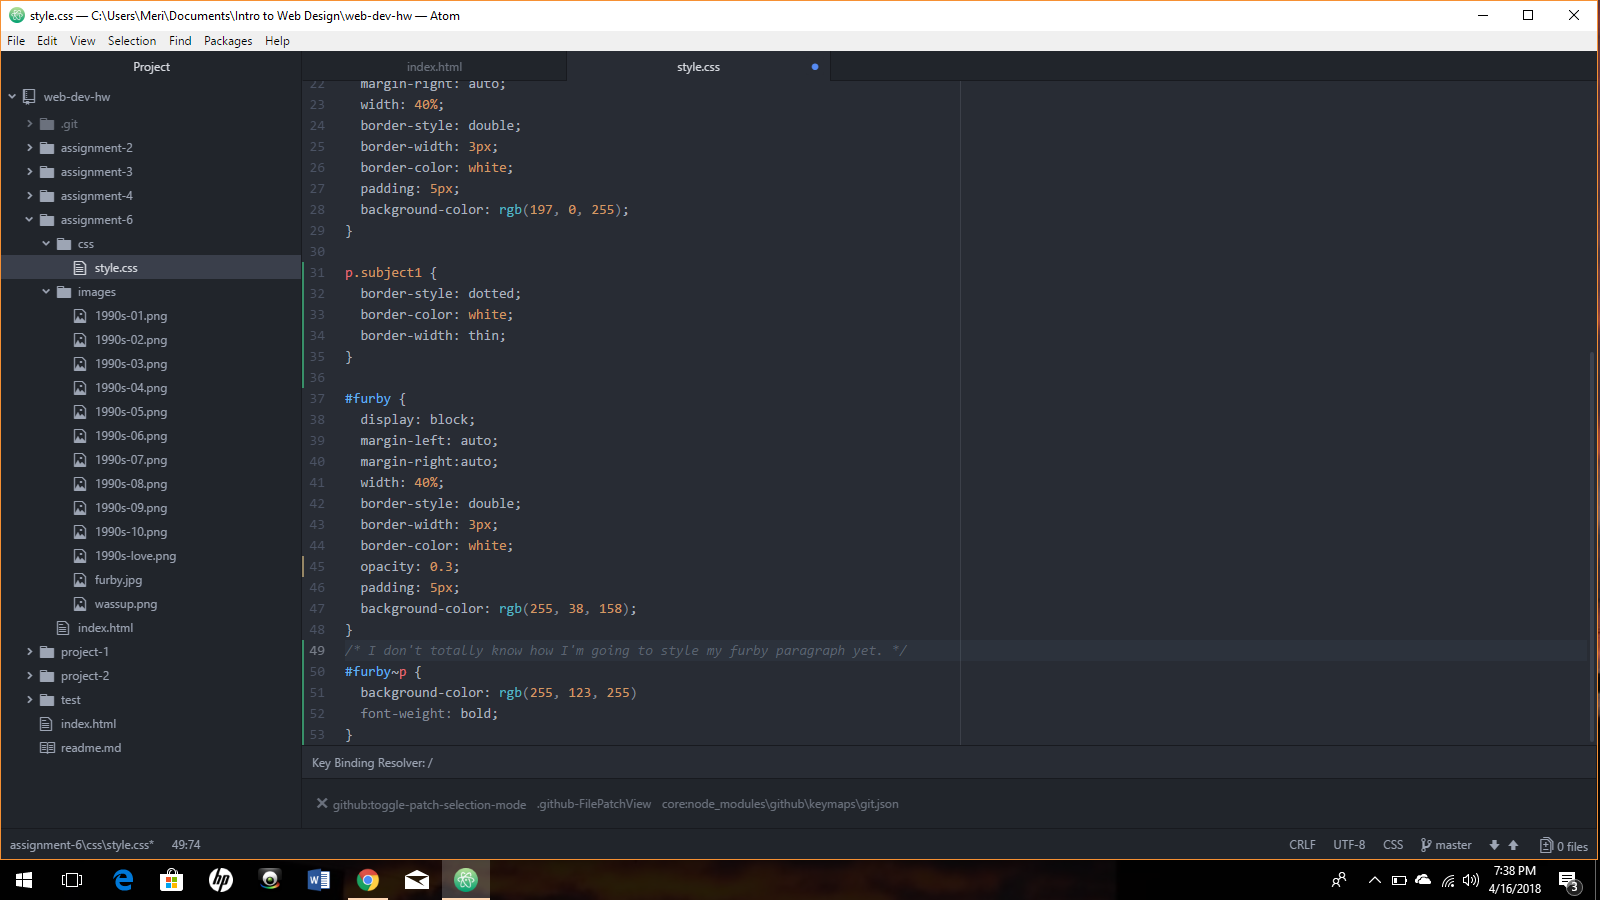 style.css — C:\Users\Meri\Documents\Intro to Web Design\web-dev-hw — Atom
File Edit View Selection Find Packages Help
Project
index.html
style.css
web-dev-hw
.git
assignment-2
assignment-3
assignment-4
assignment-6
css
style.css
images
1990s-01.png
1990s-02.png
1990s-03.png
1990s-04.png
1990s-05.png
1990s-06.png
1990s-07.png
1990s-08.png
1990s-09.png
1990s-10.png
1990s-love.png
furby.jpg
wassup.png
index.html
project-1
project-2
test
index.html
readme.md
22 margin-right: auto;
23 width: 40%;
24 border-style: double;
25 border-width: 3px;
26 border-color: white;
27 padding: 5px;
28 background-color: rgb(197, 0, 255);
29 }
30
31 p.subject1 {
32 border-style: dotted;
33 border-color: white;
34 border-width: thin;
35 }
36
37 #furby {
38 display: block;
39 margin-left: auto;
40 margin-right:auto;
41 width: 40%;
42 border-style: double;
43 border-width: 3px;
44 border-color: white;
45 opacity: 0.3;
46 padding: 5px;
47 background-color: rgb(255, 38, 158);
48 }
49 /* I don't totally know how I'm going to style my furby paragraph yet. */
50 #furby~p {
51 background-color: rgb(255, 123, 255)
52 font-weight: bold;
53 }
Key Binding Resolver: /
github:toggle-patch-selection-mode .github-FilePatchView core:node_modules\github\keymaps\git.json
assignment-6\css\style.css* 49:74 CRLF UTF-8 CSS master 0 files
hp
7:38 PM
4/16/2018
3